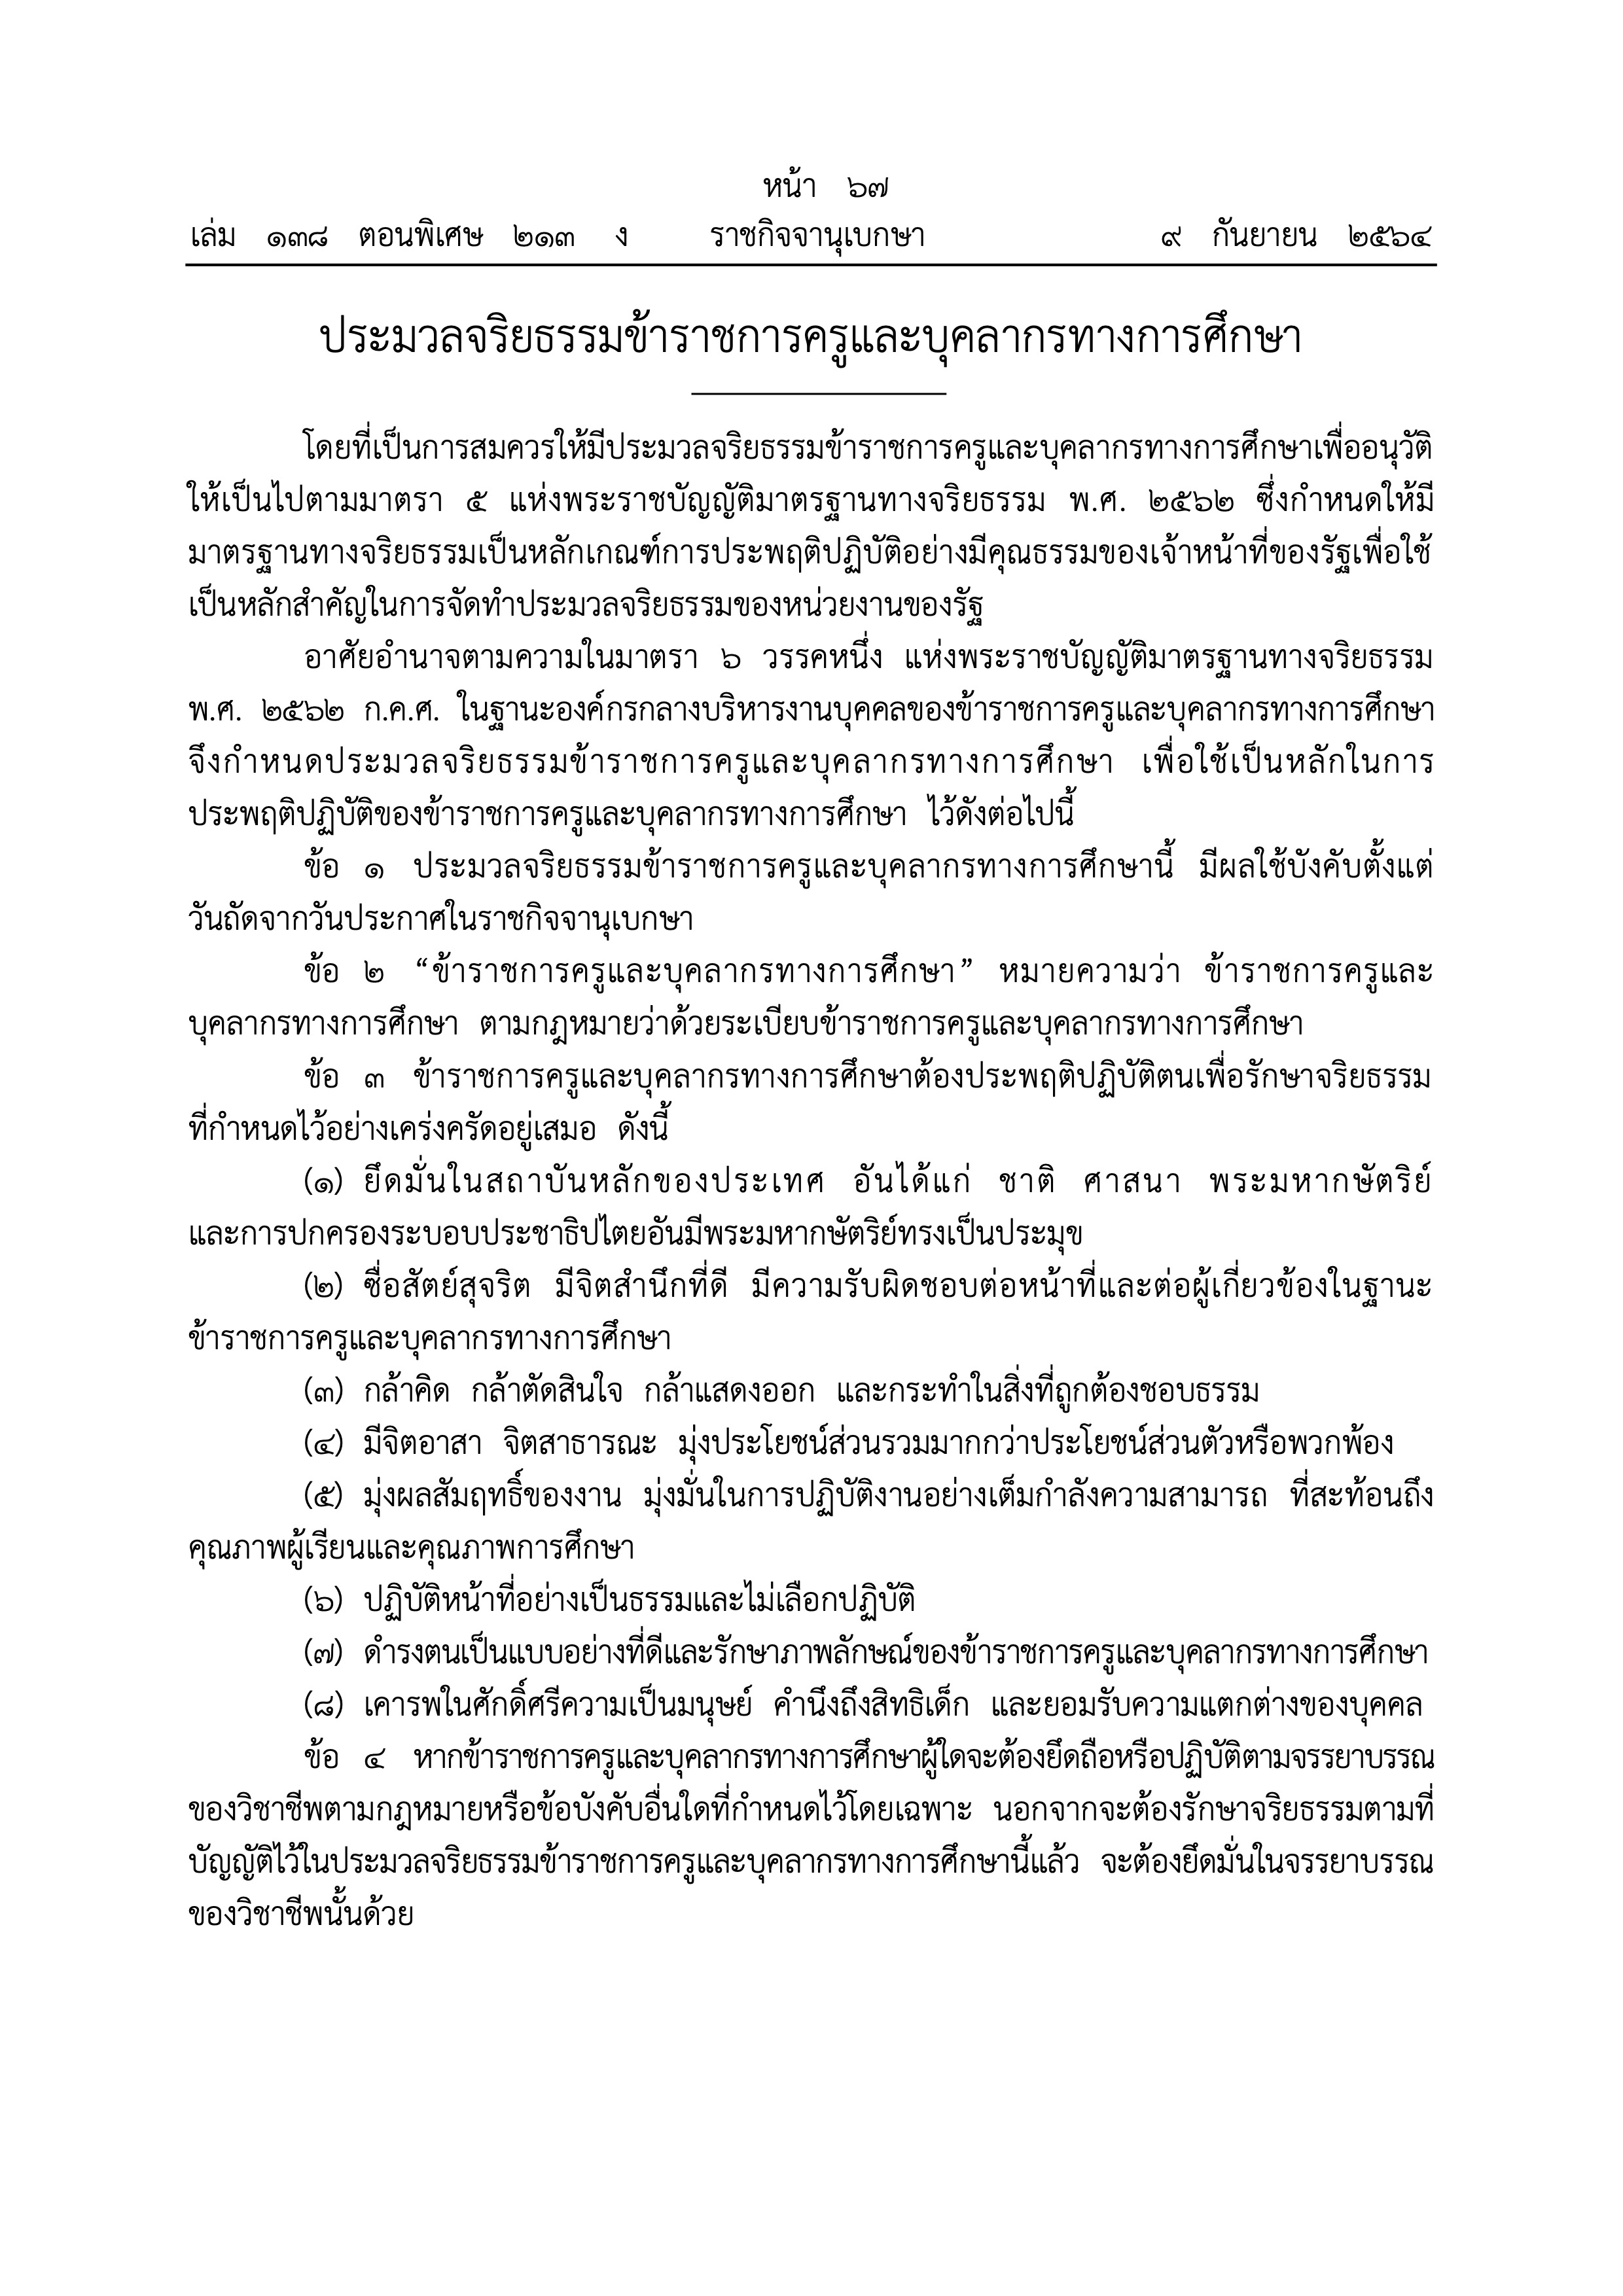 หน้า ๖๗
เล่ม ๑๓๘ ตอนพิเศษ ๒๑๓ ง ราชกิจจานุเบกษา ๙ กันยายน ๒๕๖๔
ประมวลจริยธรรมข้าราชการครูและบุคลากรทางการศึกษา
โดยที่เป็นการสมควรให้มีประมวลจริยธรรมข้าราชการครูและบุคลากรทางการศึกษาเพื่ออนุวัติ
ให้เป็นไปตามมาตรา ๕ แห่งพระราชบัญญัติมาตรฐานทางจริยธรรม พ.ศ. ๒๕๖๒ ซึ่งกำหนดให้มี
มาตรฐานทางจริยธรรมเป็นหลักเกณฑ์การประพฤติปฏิบัติอย่างมีคุณธรรมของเจ้าหน้าที่ของรัฐเพื่อใช้
เป็นหลักสำคัญในการจัดทำประมวลจริยธรรมของหน่วยงานของรัฐ
อาศัยอำนาจตามความในมาตรา ๖ วรรคหนึ่ง แห่งพระราชบัญญัติมาตรฐานทางจริยธรรม
พ.ศ. ๒๕๖๒ ก.ค.ศ. ในฐานะองค์กรกลางบริหารงานบุคคลของข้าราชการครูและบุคลากรทางการศึกษา
จึงกำหนดประมวลจริยธรรมข้าราชการครูและบุคลากรทางการศึกษา เพื่อใช้เป็นหลักในการ
ประพฤติปฏิบัติของข้าราชการครูและบุคลากรทางการศึกษา ไว้ดังต่อไปนี้
ข้อ ๑ ประมวลจริยธรรมข้าราชการครูและบุคลากรทางการศึกษานี้ มีผลใช้บังคับตั้งแต่
วันถัดจากวันประกาศในราชกิจจานุเบกษา
ข้อ ๒ “ข้าราชการครูและบุคลากรทางการศึกษา” หมายความว่า ข้าราชการครูและ
บุคลากรทางการศึกษา ตามกฎหมายว่าด้วยระเบียบข้าราชการครูและบุคลากรทางการศึกษา
ข้อ ๓ ข้าราชการครูและบุคลากรทางการศึกษาต้องประพฤติปฏิบัติตนเพื่อรักษาจริยธรรม
ที่กำหนดไว้อย่างเคร่งครัดอยู่เสมอ ดังนี้
(๑) ยึดมั่นในสถาบันหลักของประเทศ อันได้แก่ ชาติ ศาสนา พระมหากษัตริย์
และการปกครองระบอบประชาธิปไตยอันมีพระมหากษัตริย์ทรงเป็นประมุข
(๒) ซื่อสัตย์สุจริต มีจิตสำนึกที่ดี มีความรับผิดชอบต่อหน้าที่และต่อผู้เกี่ยวข้องในฐานะ
ข้าราชการครูและบุคลากรทางการศึกษา
(๓) กล้าคิด กล้าตัดสินใจ กล้าแสดงออก และกระทำในสิ่งที่ถูกต้องชอบธรรม
(๔) มีจิตอาสา จิตสาธารณะ มุ่งประโยชน์ส่วนรวมมากกว่าประโยชน์ส่วนตัวหรือพวกพ้อง
(๕) มุ่งผลสัมฤทธิ์ของงาน มุ่งมั่นในการปฏิบัติงานอย่างเต็มกำลังความสามารถ ที่สะท้อนถึง
คุณภาพผู้เรียนและคุณภาพการศึกษา
(๖) ปฏิบัติหน้าที่อย่างเป็นธรรมและไม่เลือกปฏิบัติ
(๗) ดำรงตนเป็นแบบอย่างที่ดีและรักษาภาพลักษณ์ของข้าราชการครูและบุคลากรทางการศึกษา
(๘) เคารพในศักดิ์ศรีความเป็นมนุษย์ คำนึงถึงสิทธิเด็ก และยอมรับความแตกต่างของบุคคล
ข้อ ๔ หากข้าราชการครูและบุคลากรทางการศึกษาผู้ใดจะต้องยึดถือหรือปฏิบัติตามจรรยาบรรณ
ของวิชาชีพตามกฎหมายหรือข้อบังคับอื่นใดที่กำหนดไว้โดยเฉพาะ นอกจากจะต้องรักษาจริยธรรมตามที่
บัญญัติไว้ในประมวลจริยธรรมข้าราชการครูและบุคลากรทางการศึกษานี้แล้ว จะต้องยึดมั่นในจรรยาบรรณ
ของวิชาชีพนั้นด้วย